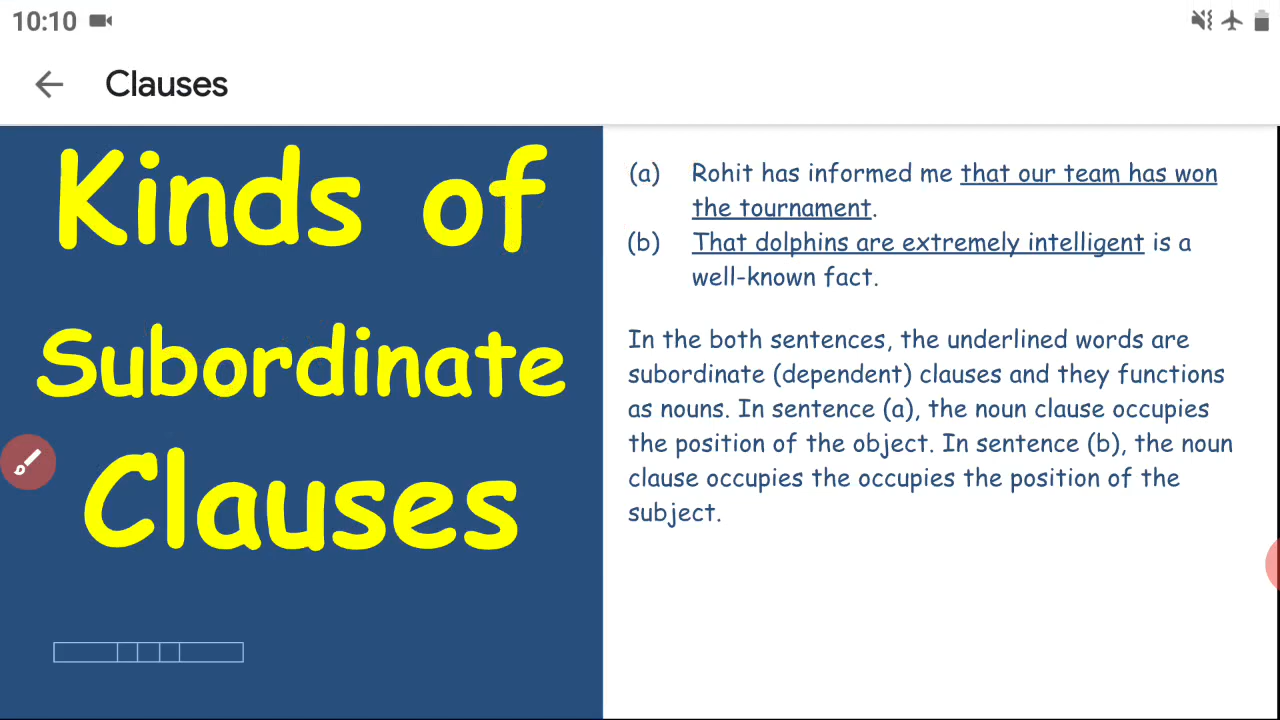 10:10
Clauses
Kinds of
Subordinate
Clauses
(a) Rohit has informed me that our team has won
the tournament.
(b) That dolphins are extremely intelligent is a
well-known fact.
In the both sentences, the underlined words are
subordinate (dependent) clauses and they functions
as nouns. In sentence (a), the noun clause occupies
the position of the object. In sentence (b), the noun
clause occupies the occupies the position of the
subject.